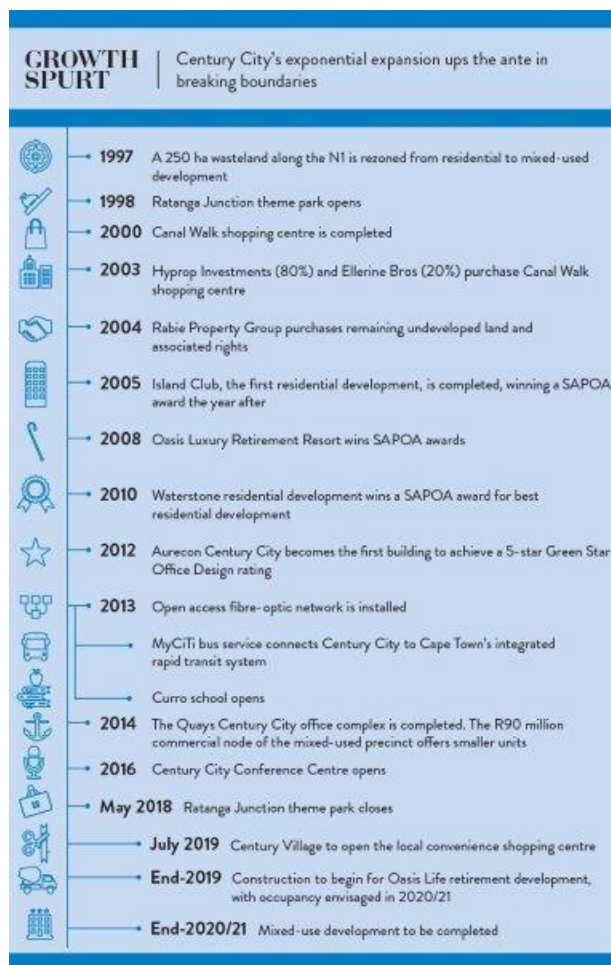 GROWTH
SPURT
Century City's exponential expansion ups the ante in
breaking boundaries
1997 A 250 ha wasteland along the N1 is rezoned from residential to mixed-used
development
1998 Ratanga Junction theme park opens
2000 Canal Walk shopping centre is completed
2003 Hyprop Investments (80%) and Ellerine Bros (20%) purchase Canal Walk
shopping centre
2004 Rabie Property Group purchases remaining undeveloped land and
associated rights
2005 Island Club, the first residential development, is completed, winning a SAPOA
award the year after
2008 Oasis Luxury Retirement Resort wins SAPOA awards
2010 Waterstone residential development wins a SAPOA award for best
residential development
2012 Aurecon Century City becomes the first building to achieve a 5-star Green Star
Office Design rating
2013 Open access fibre-optic network is installed
MyCiTi bus service connects Century City to Cape Town's integrated
rapid transit system
Curro school opens
2014 The Quays Century City office complex is completed. The R90 million
commercial node of the mixed-used precinct offers smaller units
2016 Century City Conference Centre opens
May 2018 Ratanga Junction theme park closes
July 2019 Century Village to open the local convenience shopping centre
End-2019 Construction to begin for Oasis Life retirement development,
with occupancy envisaged in 2020/21
End-2020/21 Mixed-use development to be completed